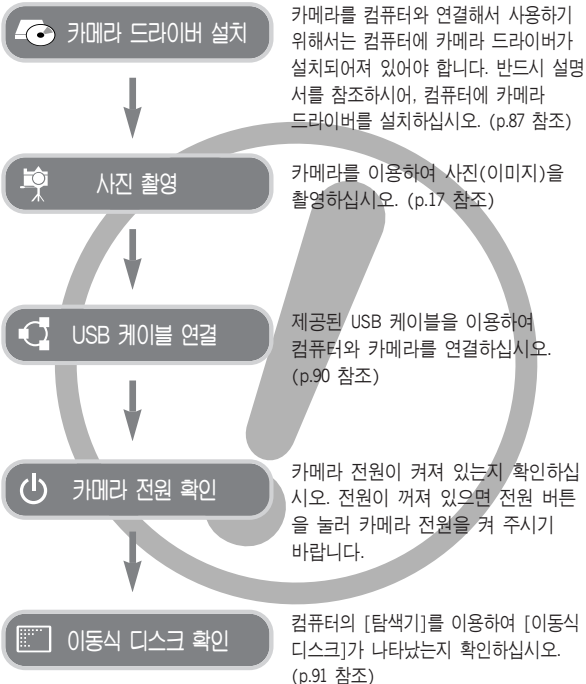 카메라 드라이버 설치
카메라를 컴퓨터와 연결해서 사용하기
위해서는 컴퓨터에 카메라 드라이버가
설치되어져 있어야 합니다. 반드시 설명
서를 참조하시어, 컴퓨터에 카메라
드라이버를 설치하십시오. (p.87 참조)
사진 촬영
카메라를 이용하여 사진(이미지)을
촬영하십시오. (p.17 참조)
USB 케이블 연결
제공된 USB 케이블을 이용하여
컴퓨터와 카메라를 연결하십시오.
(p.90 참조)
카메라 전원 확인
카메라 전원이 켜져 있는지 확인하십
시오. 전원이 꺼져 있으면 전원 버튼
을 눌러 카메라 전원을 켜 주시기
바랍니다.
이동식 디스크 확인
컴퓨터의 [탐색기]를 이용하여 [이동식
디스크]가 나타났는지 확인하십시오.
(p.91 참조)